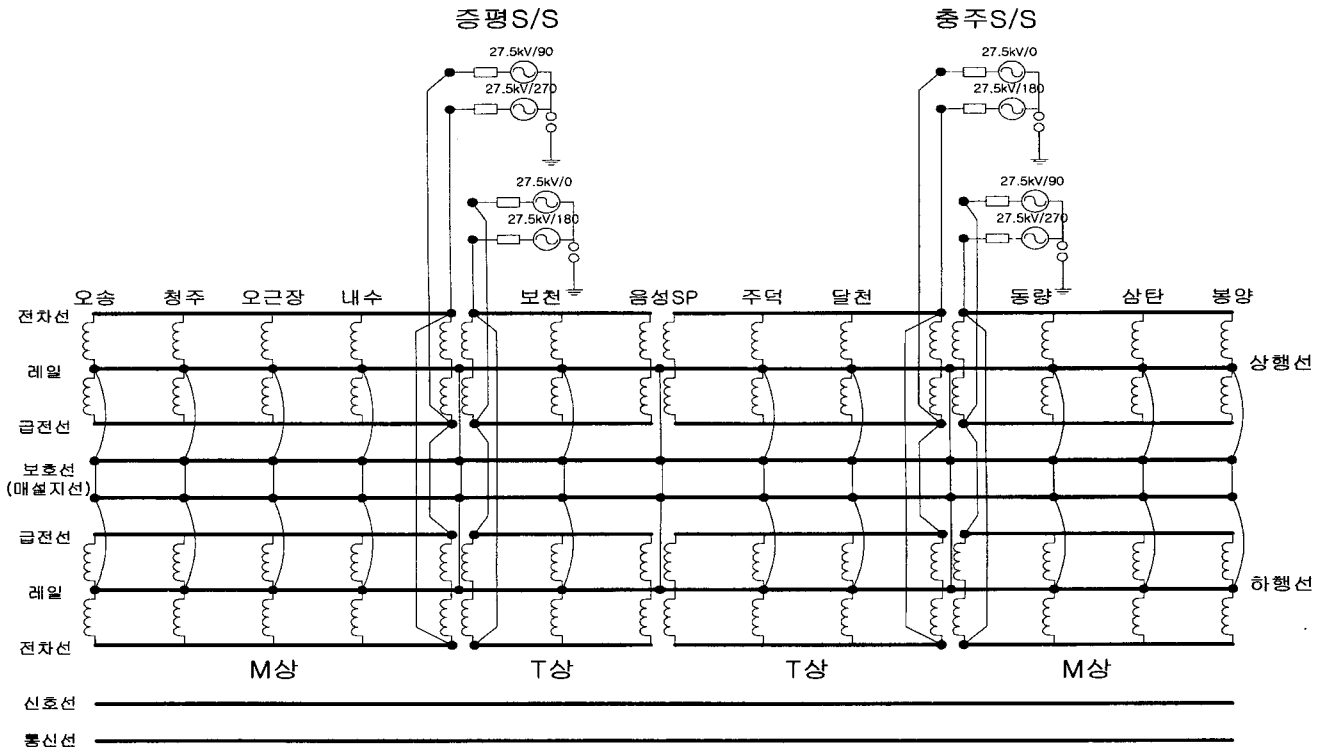 증평S/S 충주S/S
27.5kV/90 27.5kV/0
27.5kV/270 27.5kV/180
27.5kV/0 27.5kV/90
27.5kV/180 27.5kV/270
오송 청주 오근장 내수 보천 음성SP 주덕 달천 동량 삼탄 봉양
전차선
레일 상행선
급전선
보호선
(매설지선)
급전선
레일 하행선
전차선
M상 T상 T상 M상
신호선
통신선